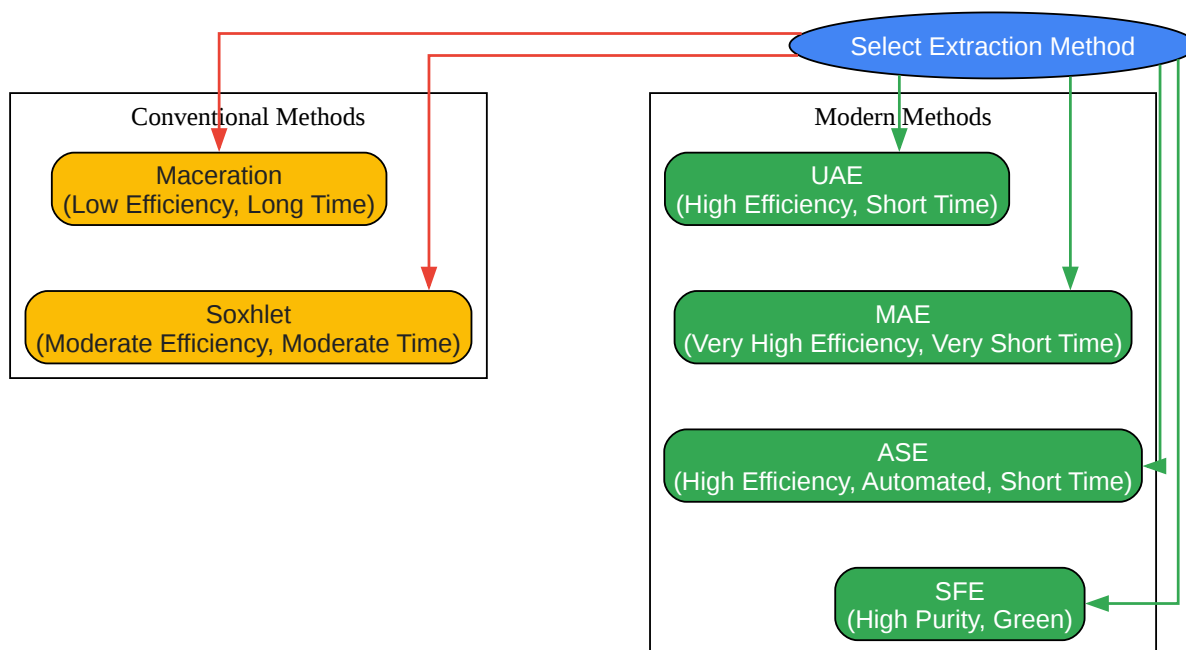 Select Extraction Method
Conventional Methods
Maceration
(Low Efficiency, Long Time)
Soxhlet
(Moderate Efficiency, Moderate Time)
Modern Methods
UAE
(High Efficiency, Short Time)
MAE
(Very High Efficiency, Very Short Time)
ASE
(High Efficiency, Automated, Short Time)
SFE
(High Purity, Green)